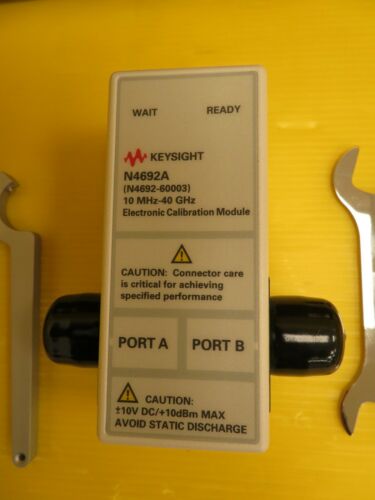 WAIT READY
KEYSIGHT
N4692A
(N4692-60003)
10 MHz-40 GHz
Electronic Calibration Module
CAUTION: Connector care
is critical for achieving
specified performance
PORT A PORT B
CAUTION:
±10V DC/+10dBm MAX
AVOID STATIC DISCHARGE